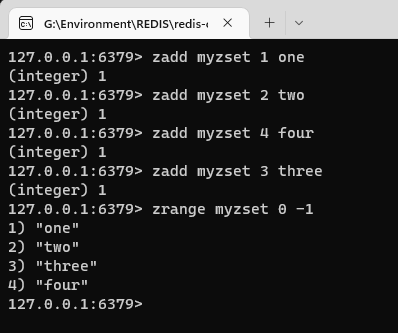 G:\Environment\REDIS\redis-c
127.0.0.1:6379> zadd myzset 1 one
(integer) 1
127.0.0.1:6379> zadd myzset 2 two
(integer) 1
127.0.0.1:6379> zadd myzset 4 four
(integer) 1
127.0.0.1:6379> zadd myzset 3 three
(integer) 1
127.0.0.1:6379> zrange myzset 0 -1
1) "one"
2) "two"
3) "three"
4) "four"
127.0.0.1:6379>